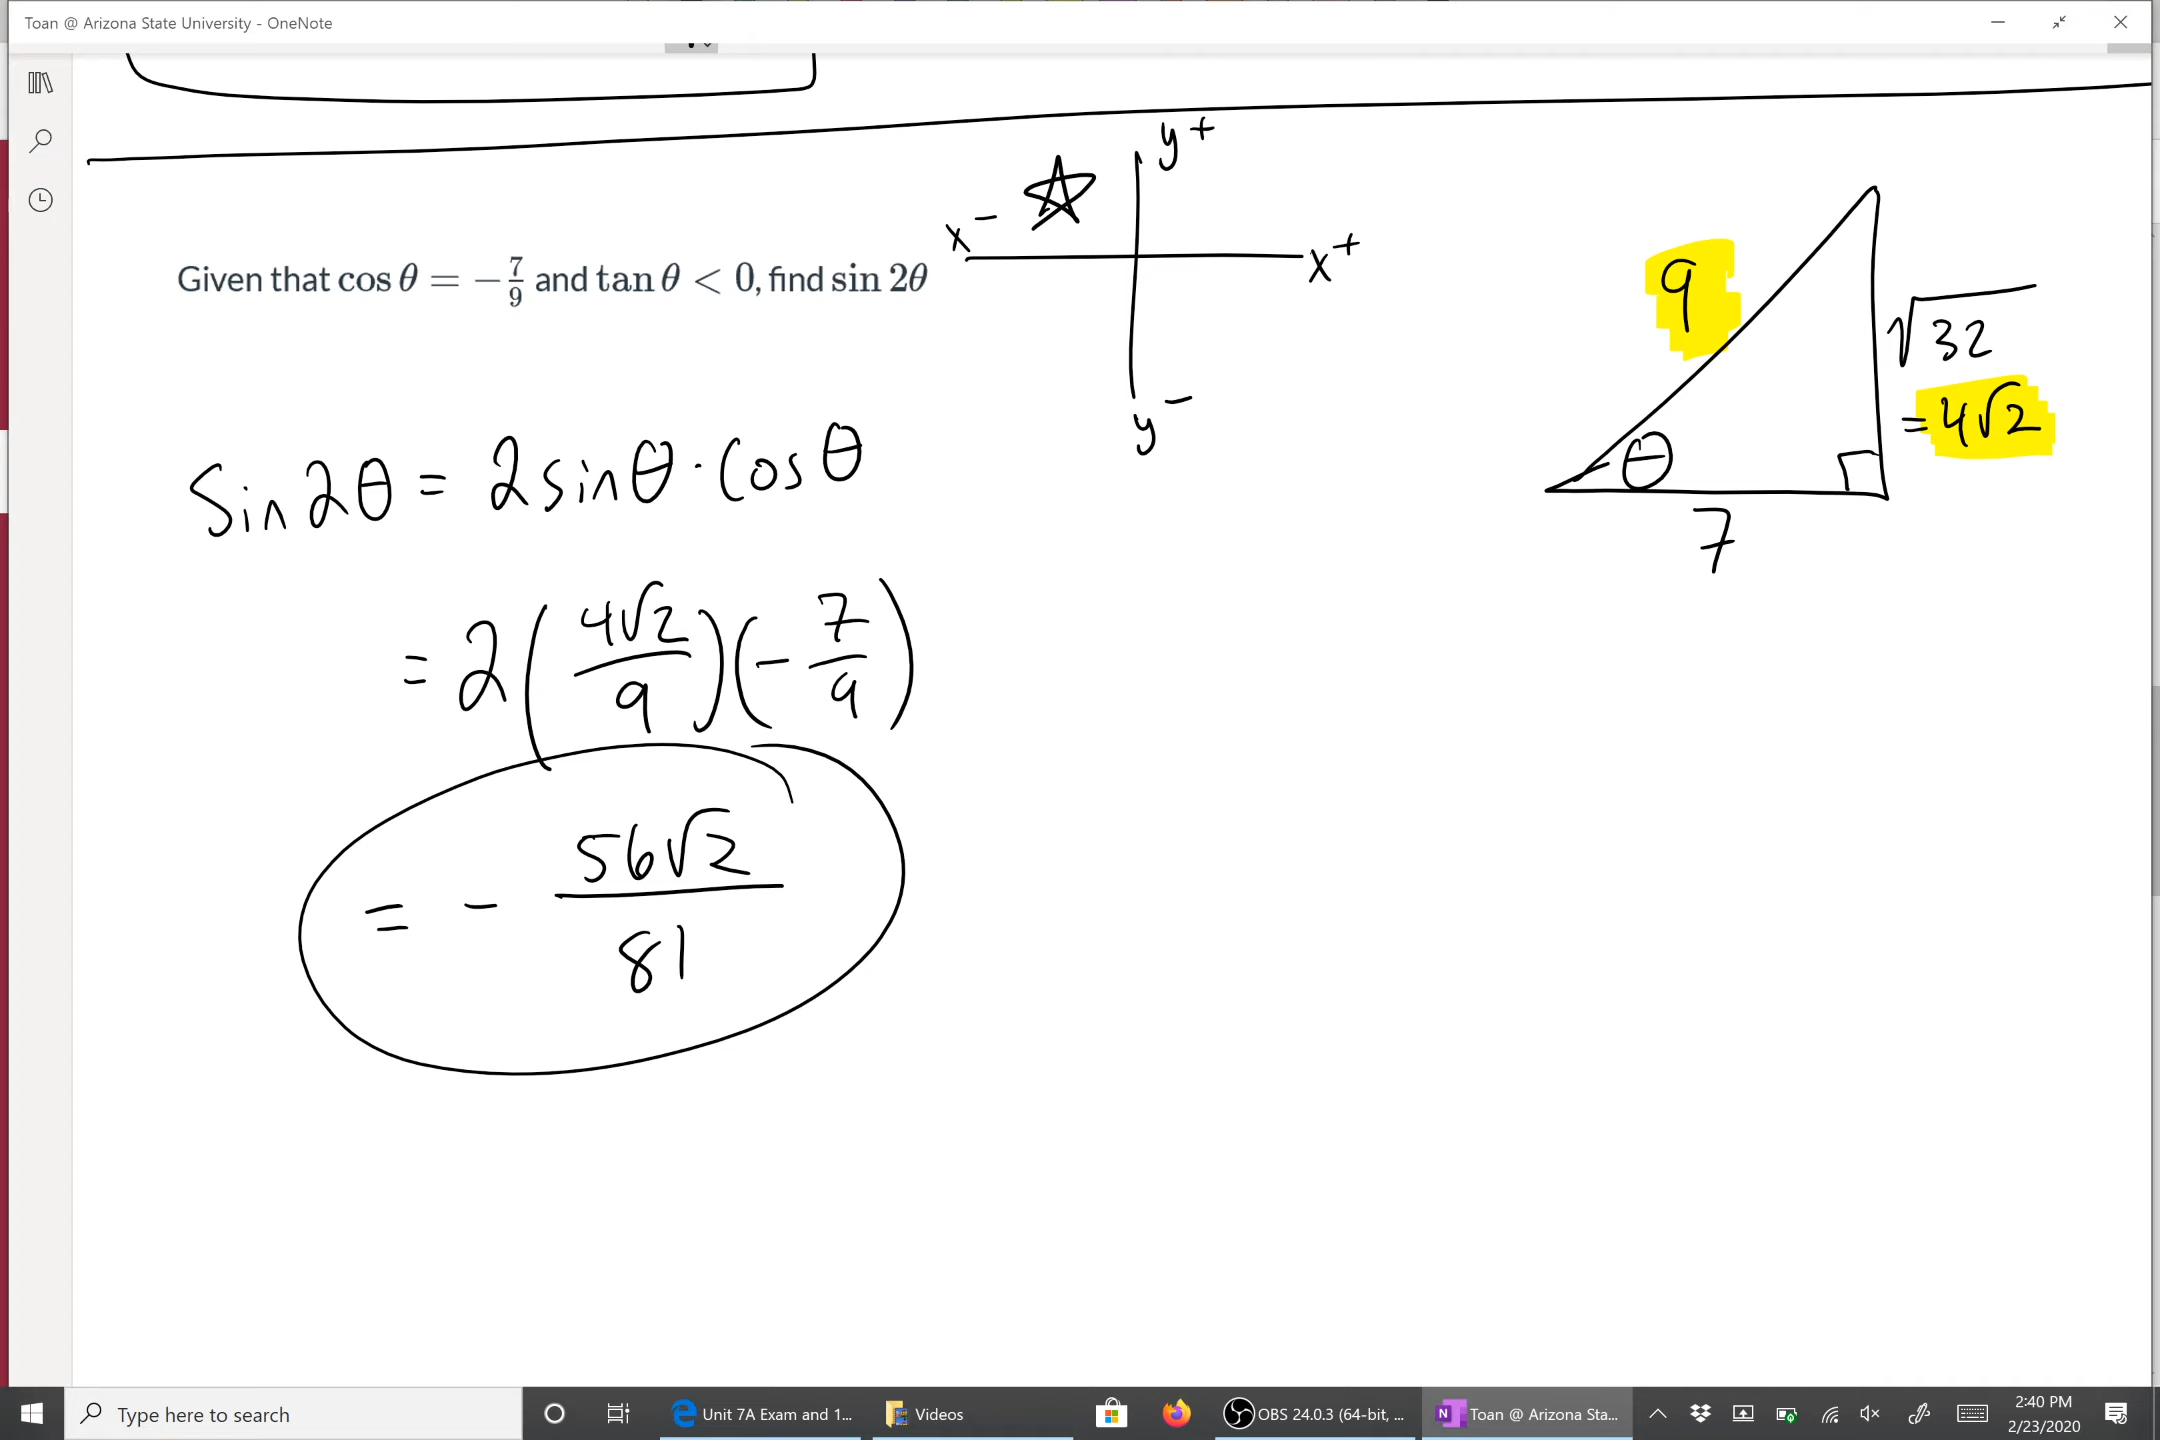 Toan @ Arizona State University - OneNote
y +
x -
x +
y -
Given that cos θ = −7/9 and tan θ < 0, find sin 2θ
9
√32
= 4√2
θ
7
Sin 2θ = 2 sin θ · Cos θ
= 2 (4√2/9) (− 7/9)
= - 56√2/81
Type here to search
Unit 7A Exam and 1...
Videos
OBS 24.0.3 (64-bit, ...
N
Toan @ Arizona Sta...
2:40 PM
2/23/2020